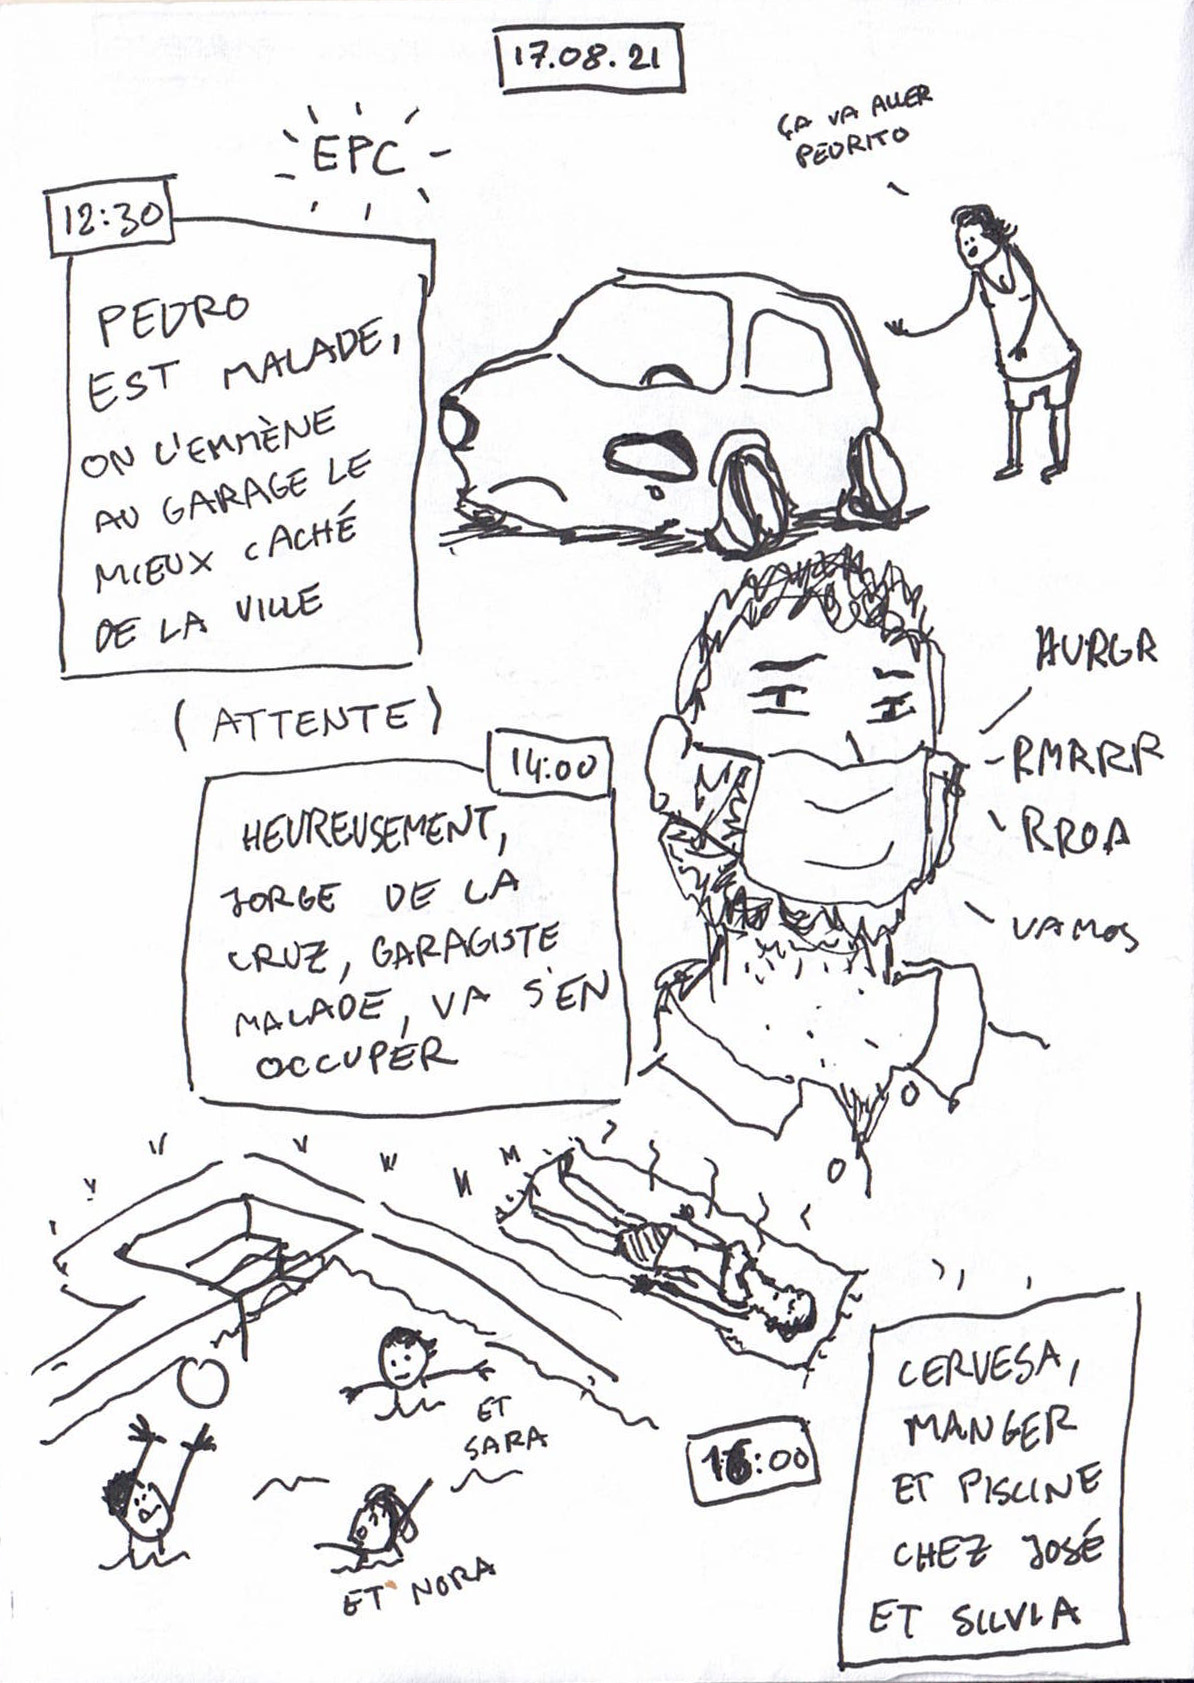 17.08.21
EPC
ÇA VA ALLER
PEDRITO
12:30
PEDRO
EST MALADE,
ON L'EMMÈNE
AU GARAGE LE
MIEUX CACHÉ
DE LA VILLE
(ATTENTE)
AURGR
RMRRR
RROA
VAMOS
14:00
HEUREUSEMENT,
JORGE DE LA
CRUZ, GARAGISTE
MALADE, VA S'EN
OCCUPER
ET
SARA
ET NORA
16:00
CERVESA,
MANGER
ET PISCINE
CHEZ JOSÉ
ET SILVIA